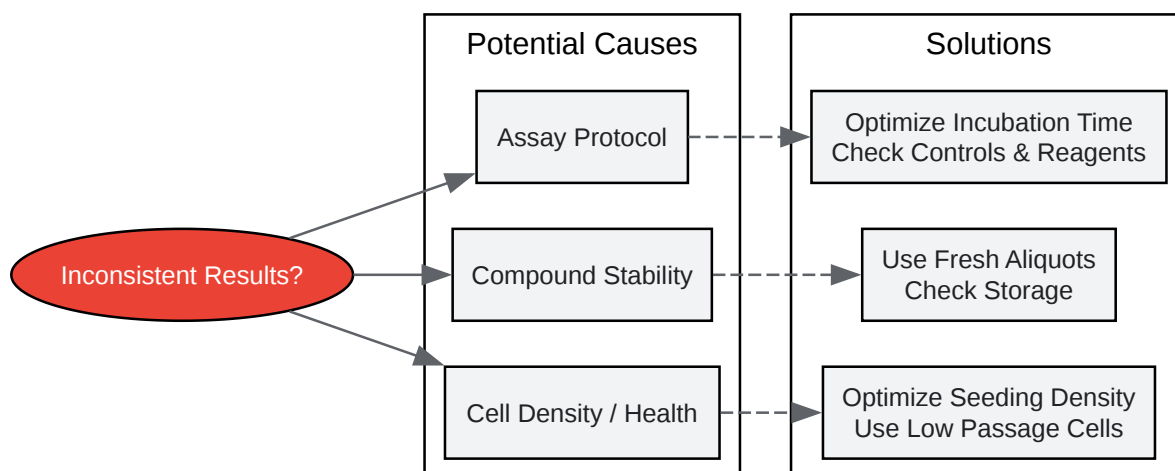 Potential Causes
Solutions
Inconsistent Results?
Assay Protocol
Optimize Incubation Time
Check Controls & Reagents
Compound Stability
Use Fresh Aliquots
Check Storage
Cell Density / Health
Optimize Seeding Density
Use Low Passage Cells